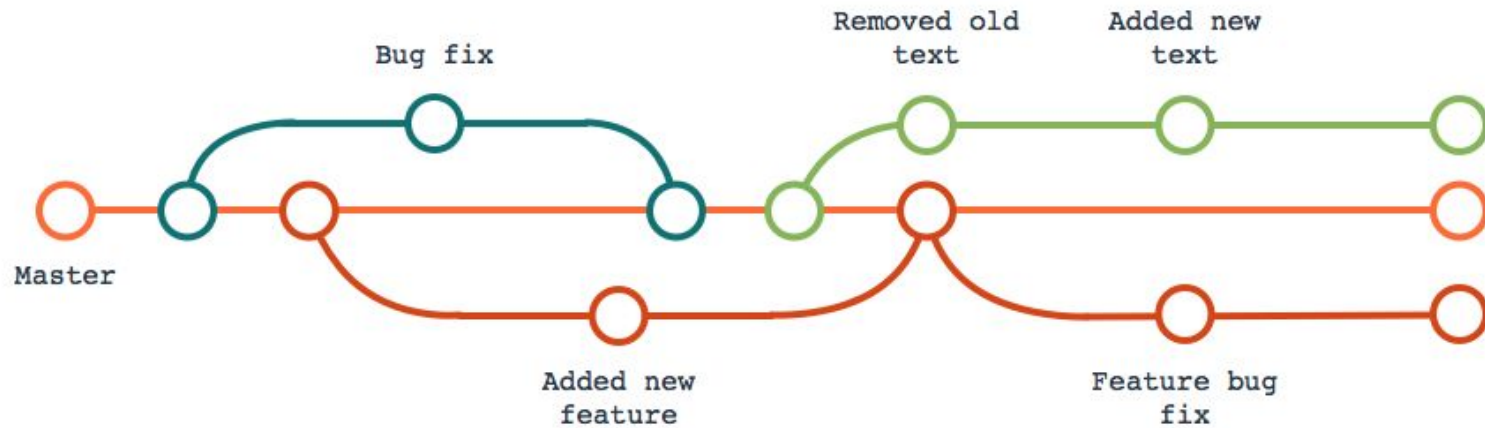 Removed old
text
Added new
text
Bug fix
Master
Added new
feature
Feature bug
fix